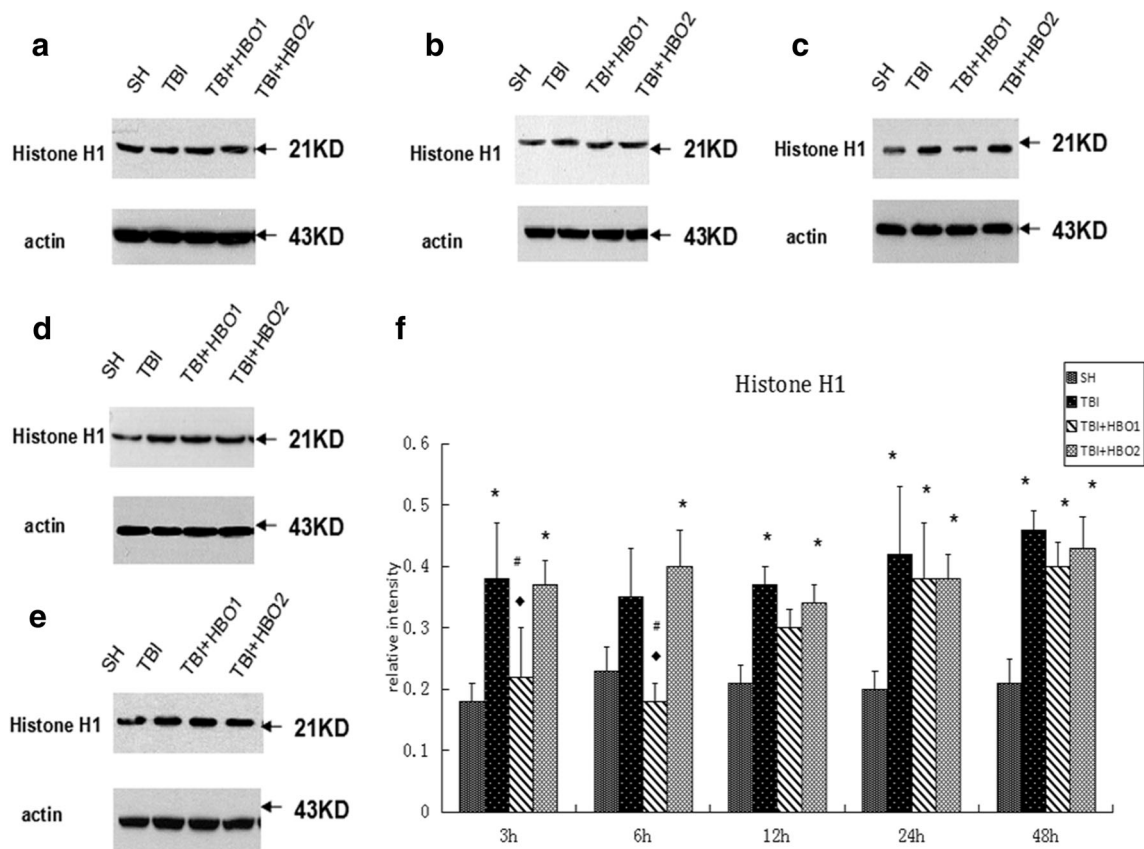 a
SH TBI TBI+HBO1 TBI+HBO2
Histone H1 21KD
actin 43KD
b
SH TBI TBI+HBO1 TBI+HBO2
Histone H1 21KD
actin 43KD
c
SH TBI TBI+HBO1 TBI+HBO2
Histone H1 21KD
actin 43KD
d
SH TBI TBI+HBO1 TBI+HBO2
Histone H1 21KD
actin 43KD
e
SH TBI TBI+HBO1 TBI+HBO2
Histone H1 21KD
actin 43KD
f
Histone H1
SH
TBI
TBI+HBO1
TBI+HBO2
relative intensity
0.6
0.5
0.4
0.3
0.2
0.1
0
* # ◆ *
# ◆ *
* *
* * *
* * *
3h 6h 12h 24h 48h